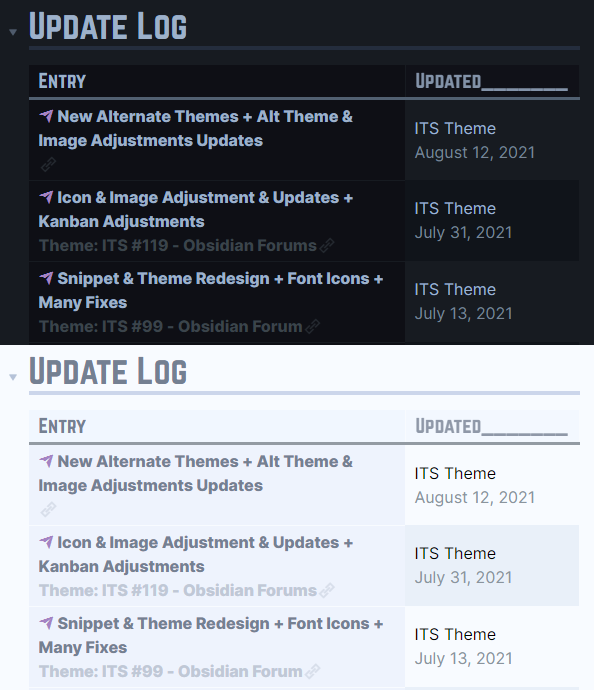 Update Log
Entry Updated_______
New Alternate Themes + Alt Theme &
Image Adjustments Updates
ITS Theme
August 12, 2021
Icon & Image Adjustment & Updates +
Kanban Adjustments
Theme: ITS #119 - Obsidian Forums
ITS Theme
July 31, 2021
Snippet & Theme Redesign + Font Icons +
Many Fixes
Theme: ITS #99 - Obsidian Forum
ITS Theme
July 13, 2021
Update Log
Entry Updated_______
New Alternate Themes + Alt Theme &
Image Adjustments Updates
ITS Theme
August 12, 2021
Icon & Image Adjustment & Updates +
Kanban Adjustments
Theme: ITS #119 - Obsidian Forums
ITS Theme
July 31, 2021
Snippet & Theme Redesign + Font Icons +
Many Fixes
Theme: ITS #99 - Obsidian Forum
ITS Theme
July 13, 2021